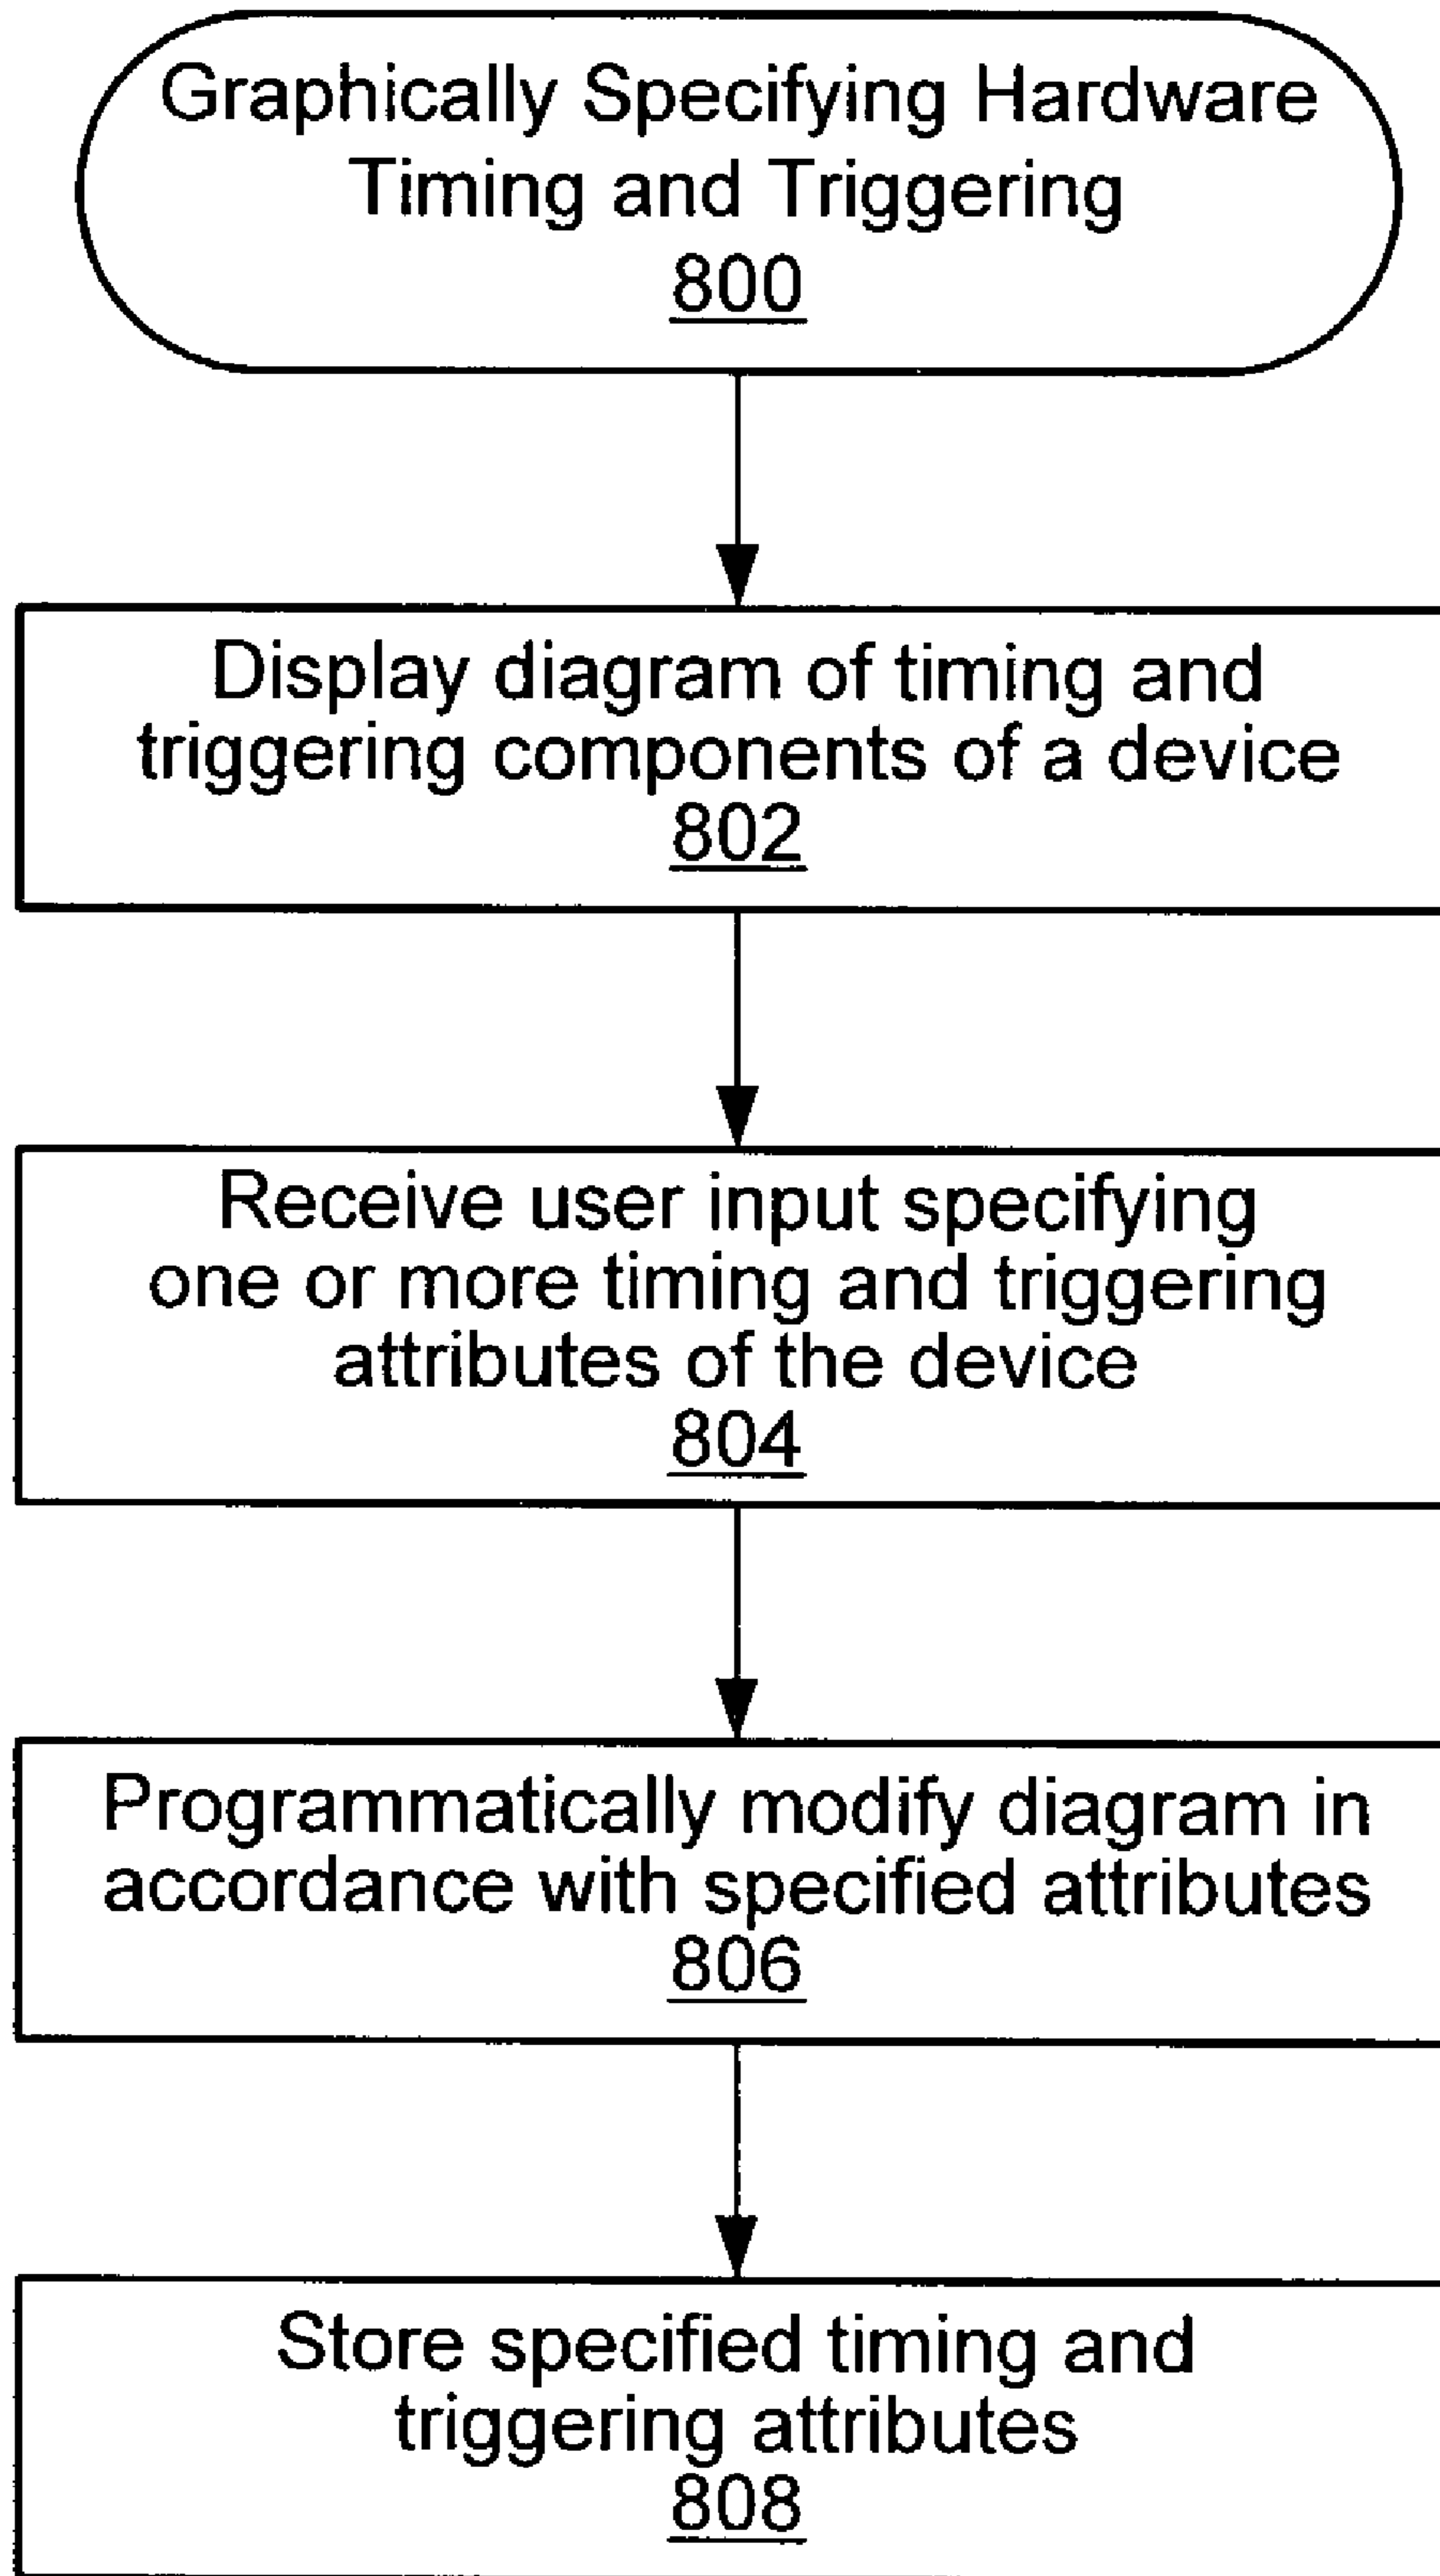 Graphically Specifying Hardware
Timing and Triggering
800
Display diagram of timing and
triggering components of a device
802
Receive user input specifying
one or more timing and triggering
attributes of the device
804
Programmatically modify diagram in
accordance with specified attributes
806
Store specified timing and
triggering attributes
808